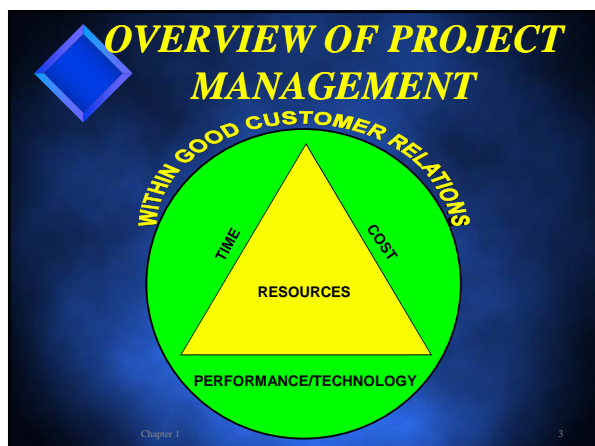 OVERVIEW OF PROJECT
MANAGEMENT
WITHIN GOOD CUSTOMER RELATIONS
TIME
COST
RESOURCES
PERFORMANCE/TECHNOLOGY
Chapter 1
3